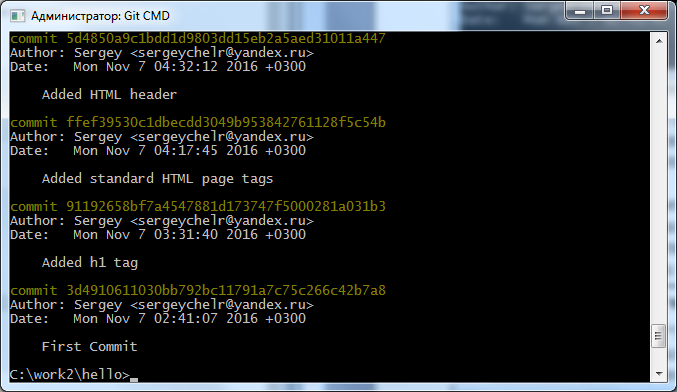 Администратор: Git CMD
commit 5d4850a9c1bdd1d9803dd15eb2a5aed31011a447
Author: Sergey <sergeychelr@yandex.ru>
Date:   Mon Nov 7 04:32:12 2016 +0300
Added HTML header
commit ffef39530c1dbecdd3049b953842761128f5c54b
Author: Sergey <sergeychelr@yandex.ru>
Date:   Mon Nov 7 04:17:45 2016 +0300
Added standard HTML page tags
commit 91192658bf7a4547881d173747f5000281a031b3
Author: Sergey <sergeychelr@yandex.ru>
Date:   Mon Nov 7 03:31:40 2016 +0300
Added h1 tag
commit 3d4910611030bb792bc11791a7c75c266c42b7a8
Author: Sergey <sergeychelr@yandex.ru>
Date:   Mon Nov 7 02:41:07 2016 +0300
First Commit
C:\work2\hello>